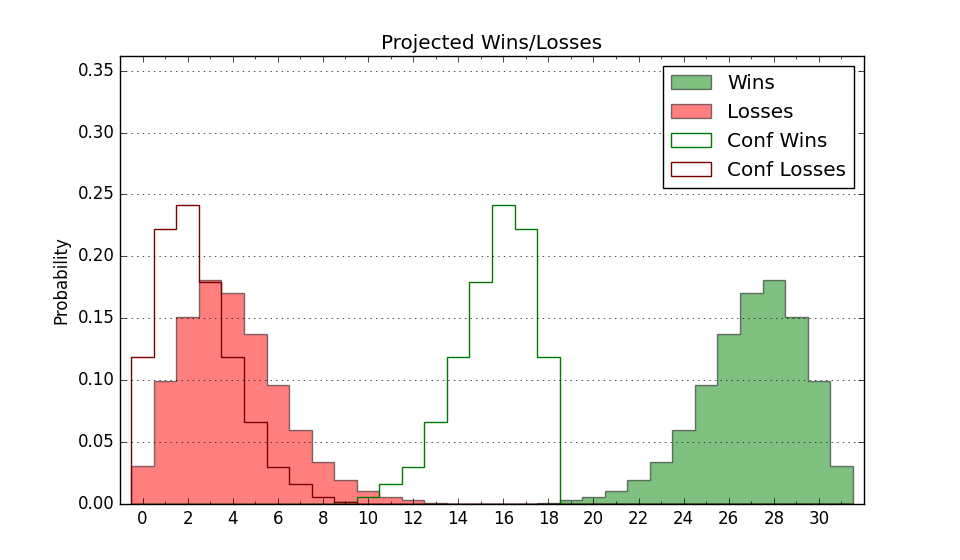 Projected Wins/Losses
0.35
0.30
0.25
0.20
0.15
0.10
0.05
0.00
Probability
Wins
Losses
Conf Wins
Conf Losses
0 2 4 6 8 10 12 14 16 18 20 22 24 26 28 30